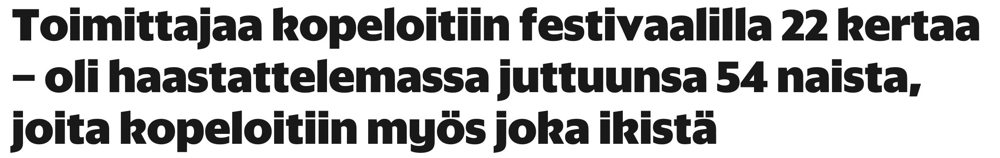 Toimittajaa kopeloitiin festivaalilla 22 kertaa
– oli haastattelemassa juttuunsa 54 naista,
joita kopeloitiin myös joka ikistä